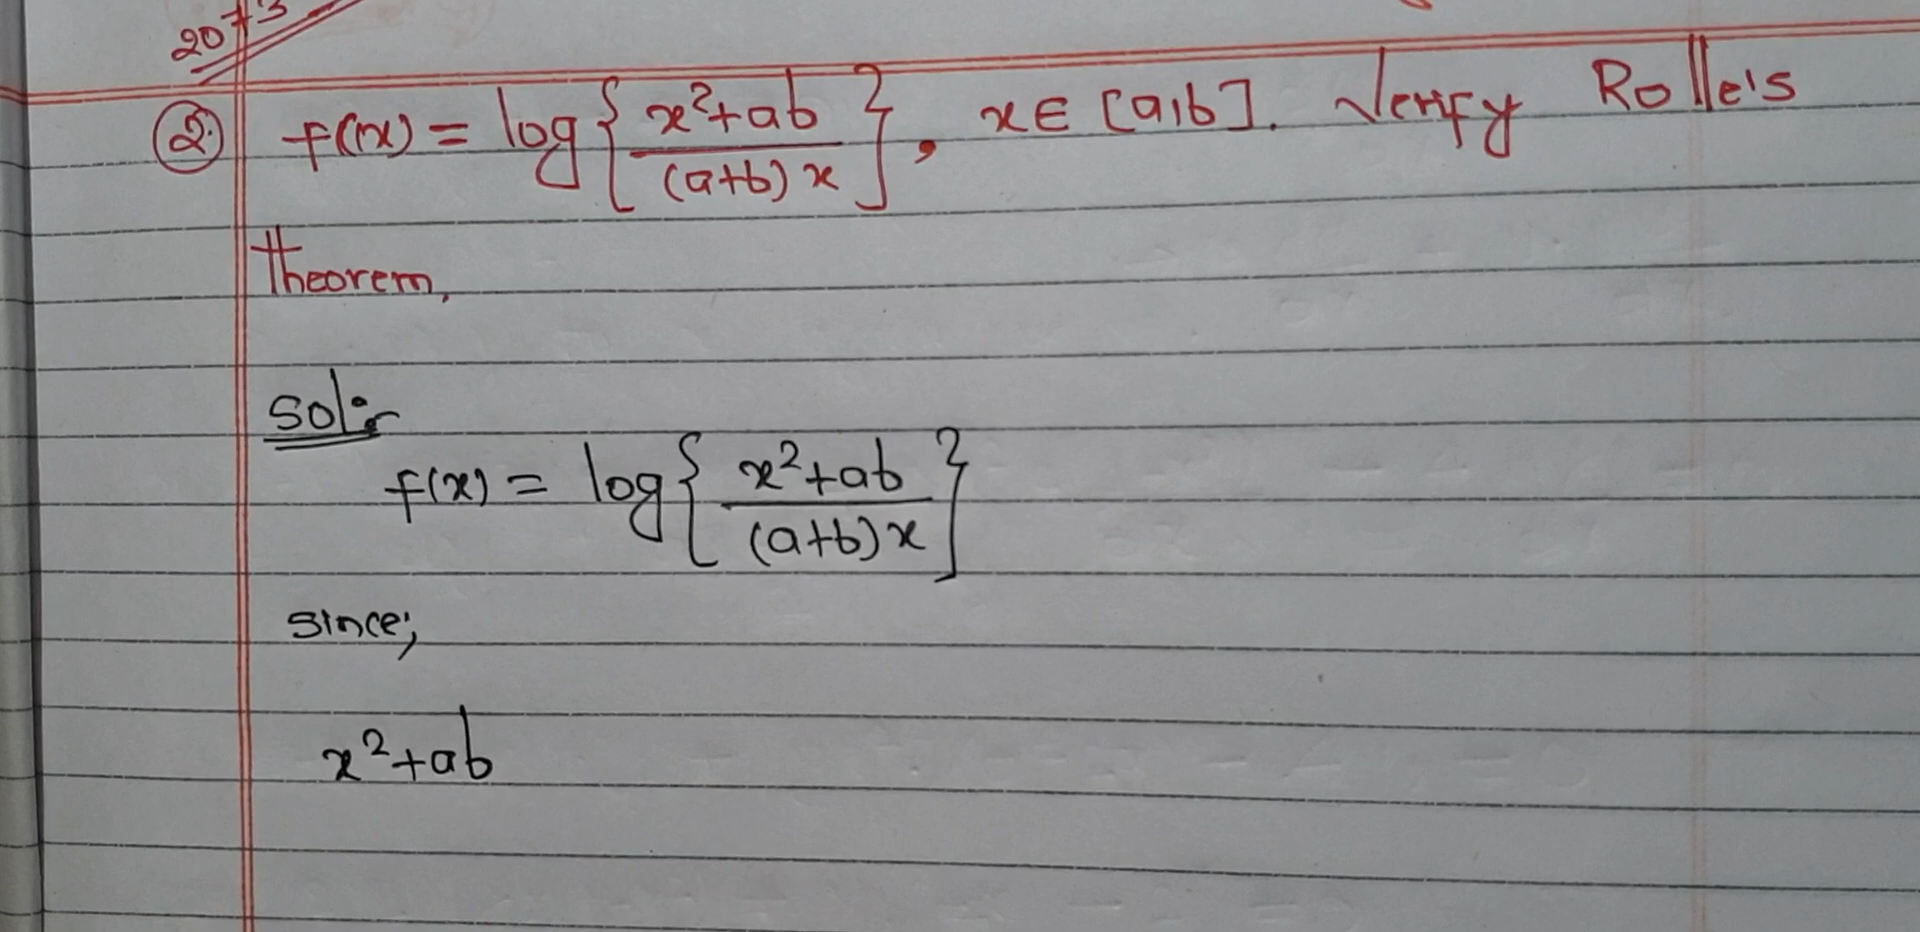 2073
② f(x) = log{x²+ab / (a+b)x}, x∈ [a,b]. Verify Rolle's
theorem,
Sol:-
f(x) = log{x²+ab / (a+b)x}
since;
x²+ab